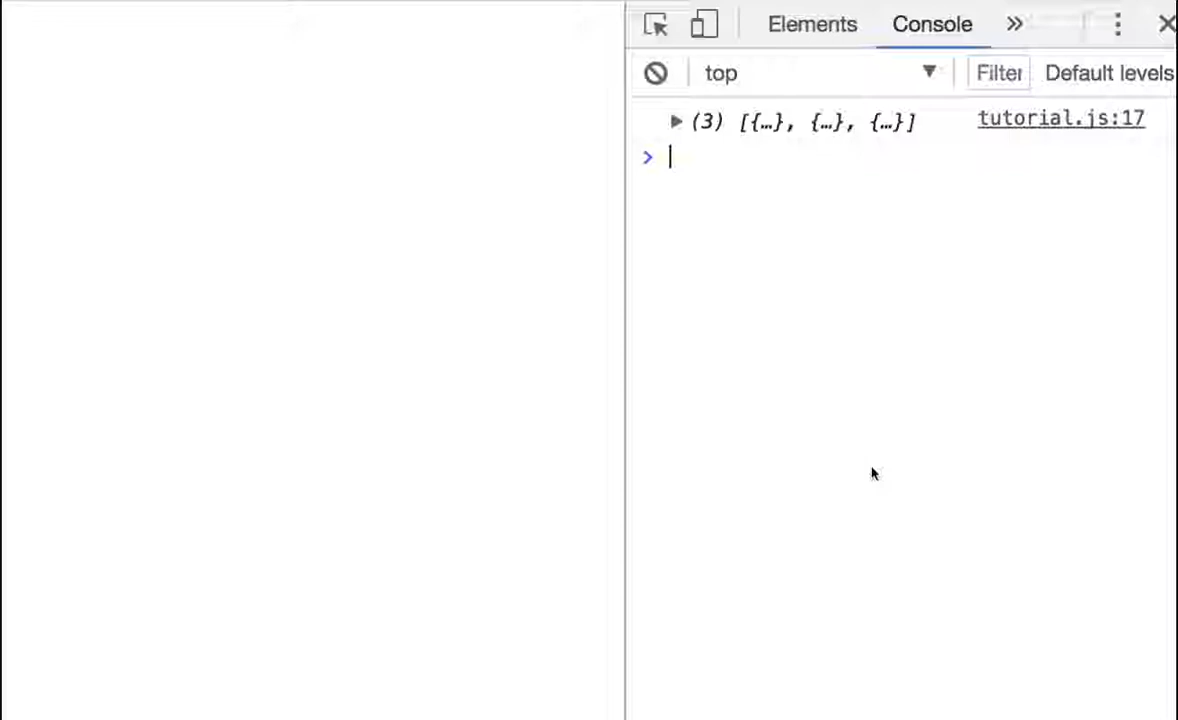 Elements Console »
top Filter Default levels
(3) [{…}, {…}, {…}] tutorial.js:17
>